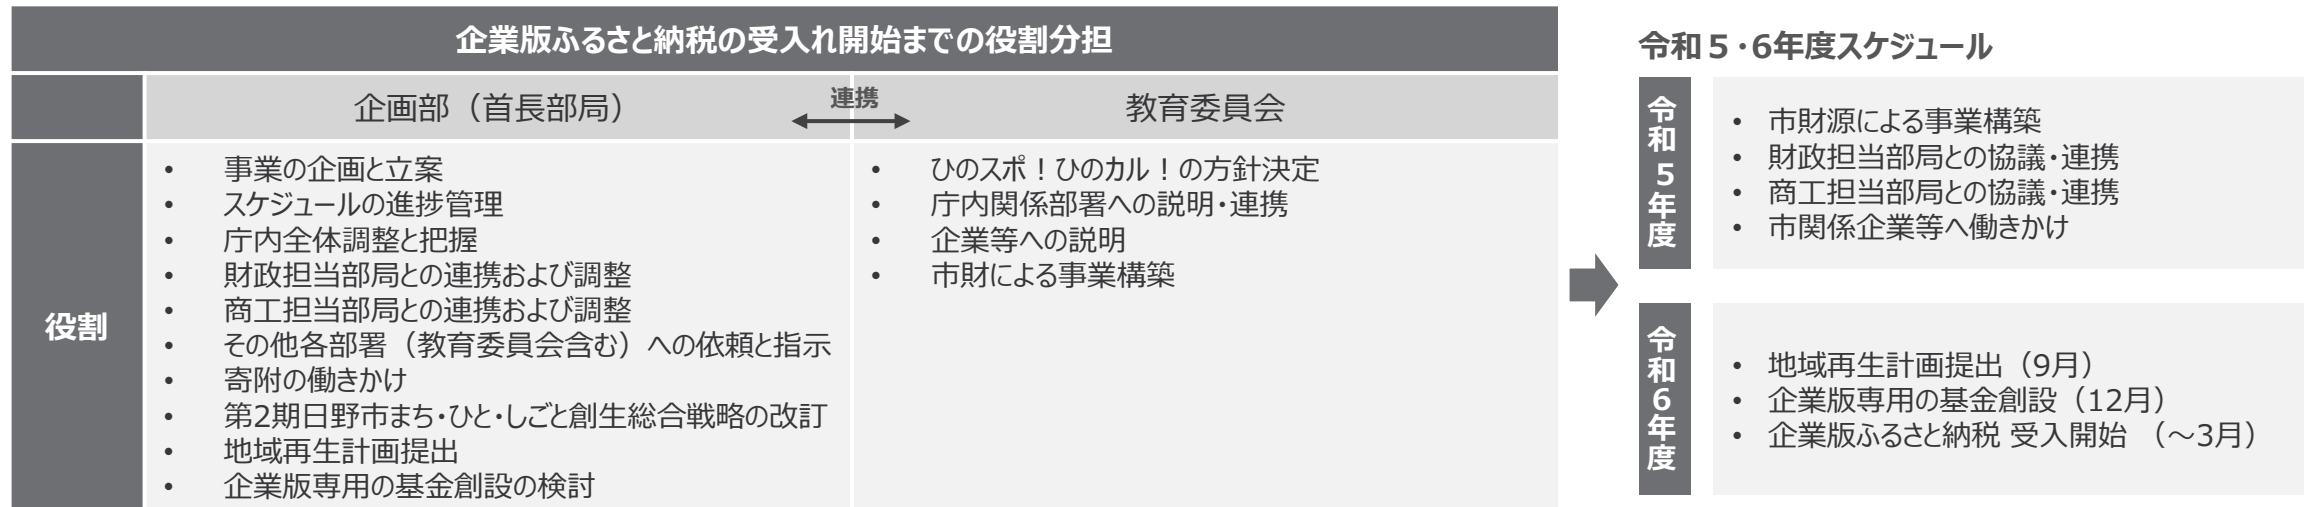 企業版ふるさと納税の受入れ開始までの役割分担
企画部（首長部局）
連携
教育委員会
役割
• 事業の企画と立案
• スケジュールの進捗管理
• 庁内全体調整と把握
• 財政担当部局との連携および調整
• 商工担当部局との連携および調整
• その他各部署（教育委員会含む）への依頼と指示
• 寄附の働きかけ
• 第2期日野市まち・ひと・しごと創生総合戦略の改訂
• 地域再生計画提出
• 企業版専用の基金創設の検討
• ひのスポ！ひのカル！の方針決定
• 庁内関係部署への説明・連携
• 企業等への説明
• 市財による事業構築
令和５・6年度スケジュール
令和５年度
• 市財源による事業構築
• 財政担当部局との協議・連携
• 商工担当部局との協議・連携
• 市関係企業等へ働きかけ
令和６年度
• 地域再生計画提出（9月）
• 企業版専用の基金創設（12月）
• 企業版ふるさと納税 受入開始 （～3月）